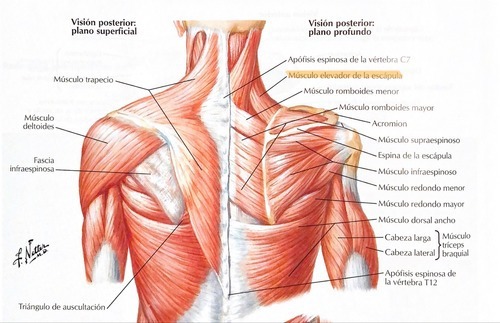 Visión posterior:
plano superficial
Músculo trapecio
Músculo
deltoides
Fascia
infraespinosa
Triángulo de auscultación
Visión posterior:
plano profundo
Apófisis espinosa de la vértebra C7
Músculo elevador de la escápula
Músculo romboides menor
Músculo romboides mayor
Acromion
Músculo supraespinoso
Espina de la escápula
Músculo infraespinoso
Músculo redondo menor
Músculo redondo mayor
Músculo dorsal ancho
Cabeza larga
Cabeza lateral
Músculo
tríceps
braquial
Apófisis espinosa de
la vértebra T12
F. Netter